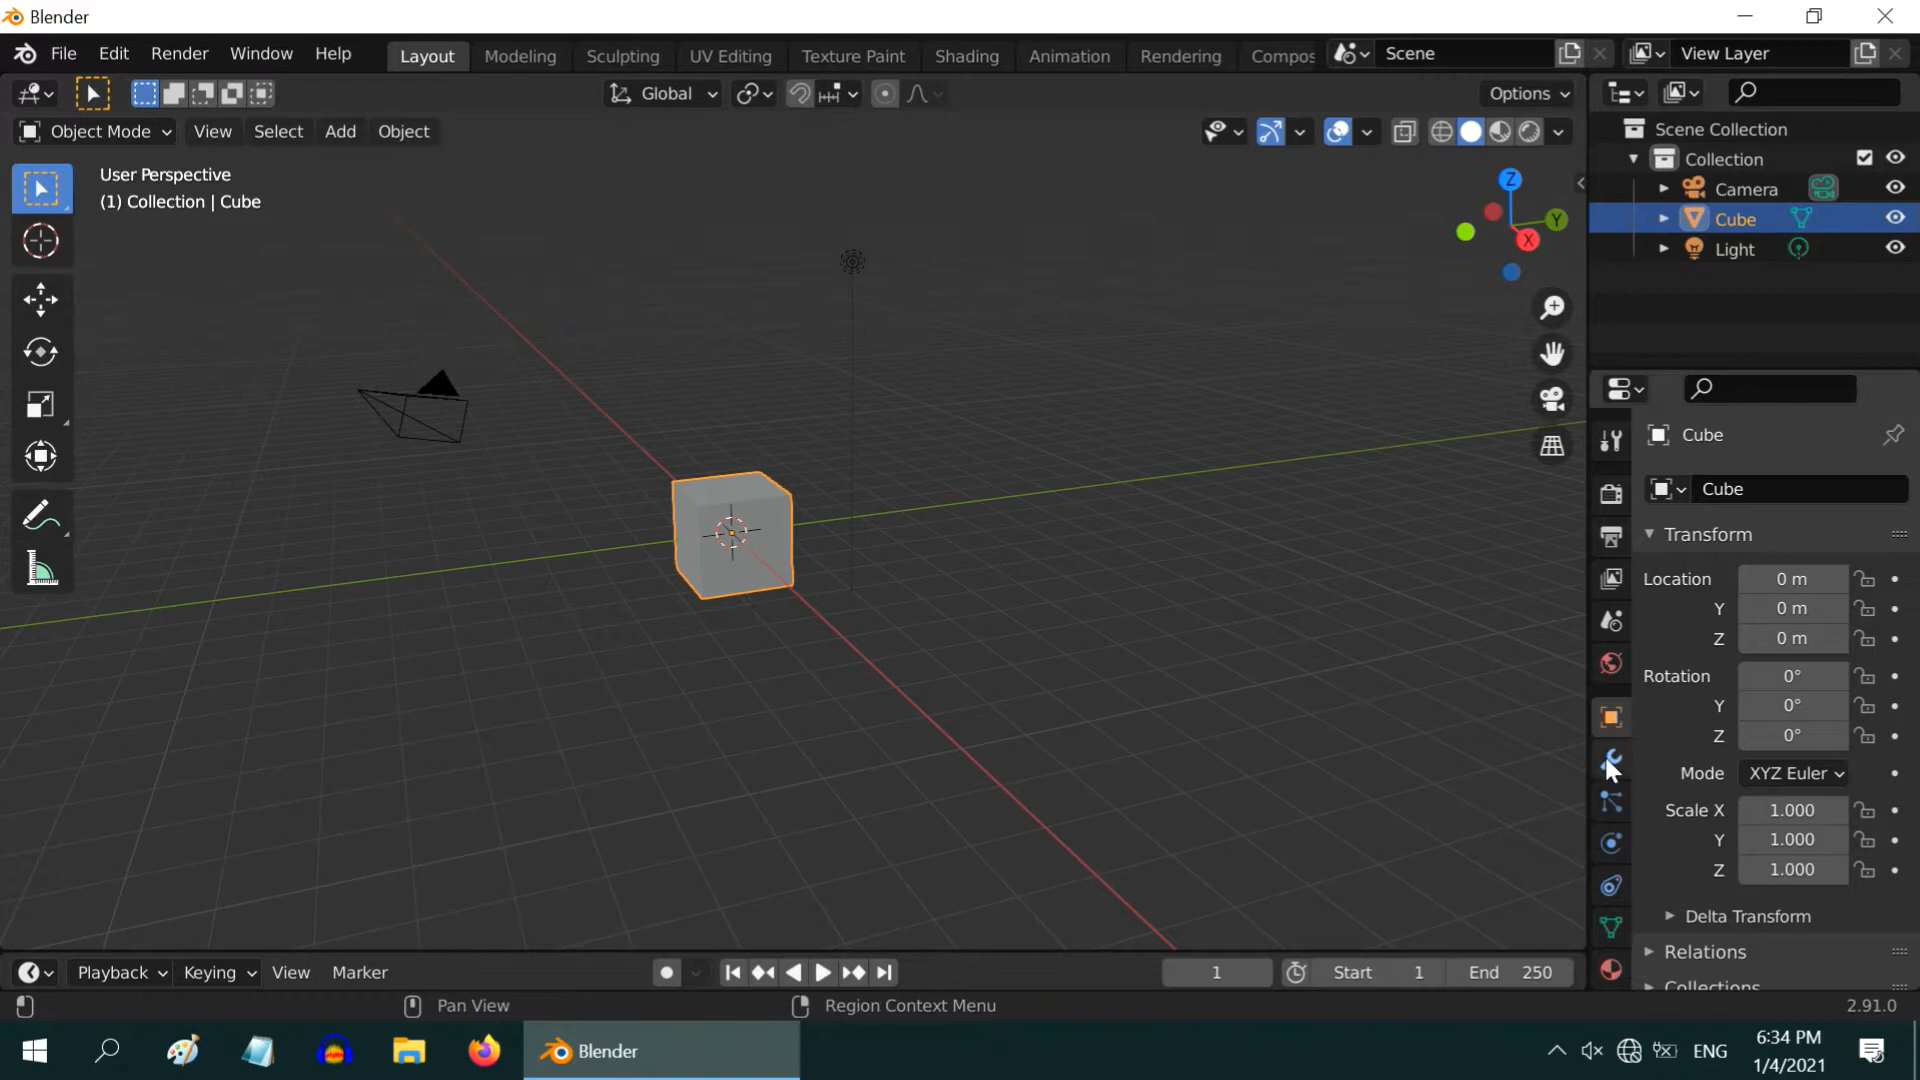 Blender
File Edit Render Window Help Layout Modeling Sculpting UV Editing Texture Paint Shading Animation Rendering Compos Scene View Layer
Global Options
Object Mode View Select Add Object
User Perspective
(1) Collection | Cube
Z
Y
X
Scene Collection
Collection
Camera
Cube
Light
Cube
Cube
Transform
Location 0 m
Y 0 m
Z 0 m
Rotation 0°
Y 0°
Z 0°
Mode XYZ Euler
Scale X 1.000
Y 1.000
Z 1.000
Delta Transform
Relations
Collections
Playback Keying View Marker 1 Start 1 End 250
Pan View Region Context Menu 2.91.0
Blender ENG 6:34 PM
1/4/2021